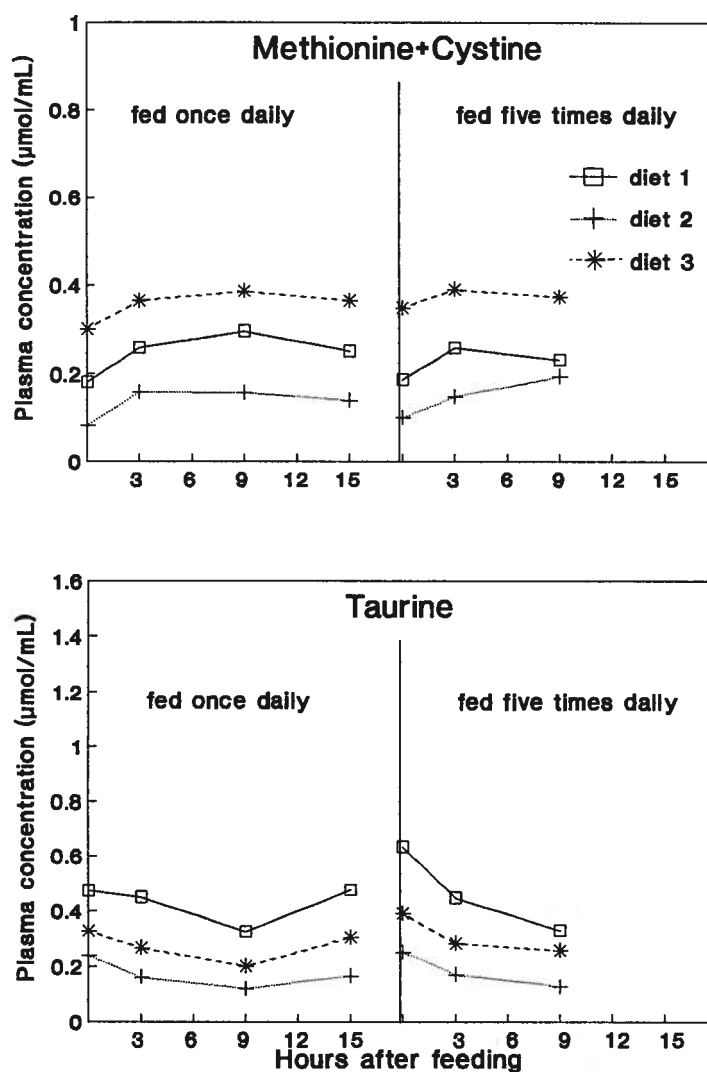 Methionine+Cystine
Plasma concentration (µmol/mL)
1
0.8
0.6
0.4
0.2
0
fed once daily
fed five times daily
diet 1
diet 2
diet 3
3 6 9 12 15
3 6 9 12 15
Taurine
Plasma concentration (µmol/mL)
1.6
1.4
1.2
1
0.8
0.6
0.4
0.2
0
fed once daily
fed five times daily
3 6 9 12 15
3 6 9 12 15
Hours after feeding